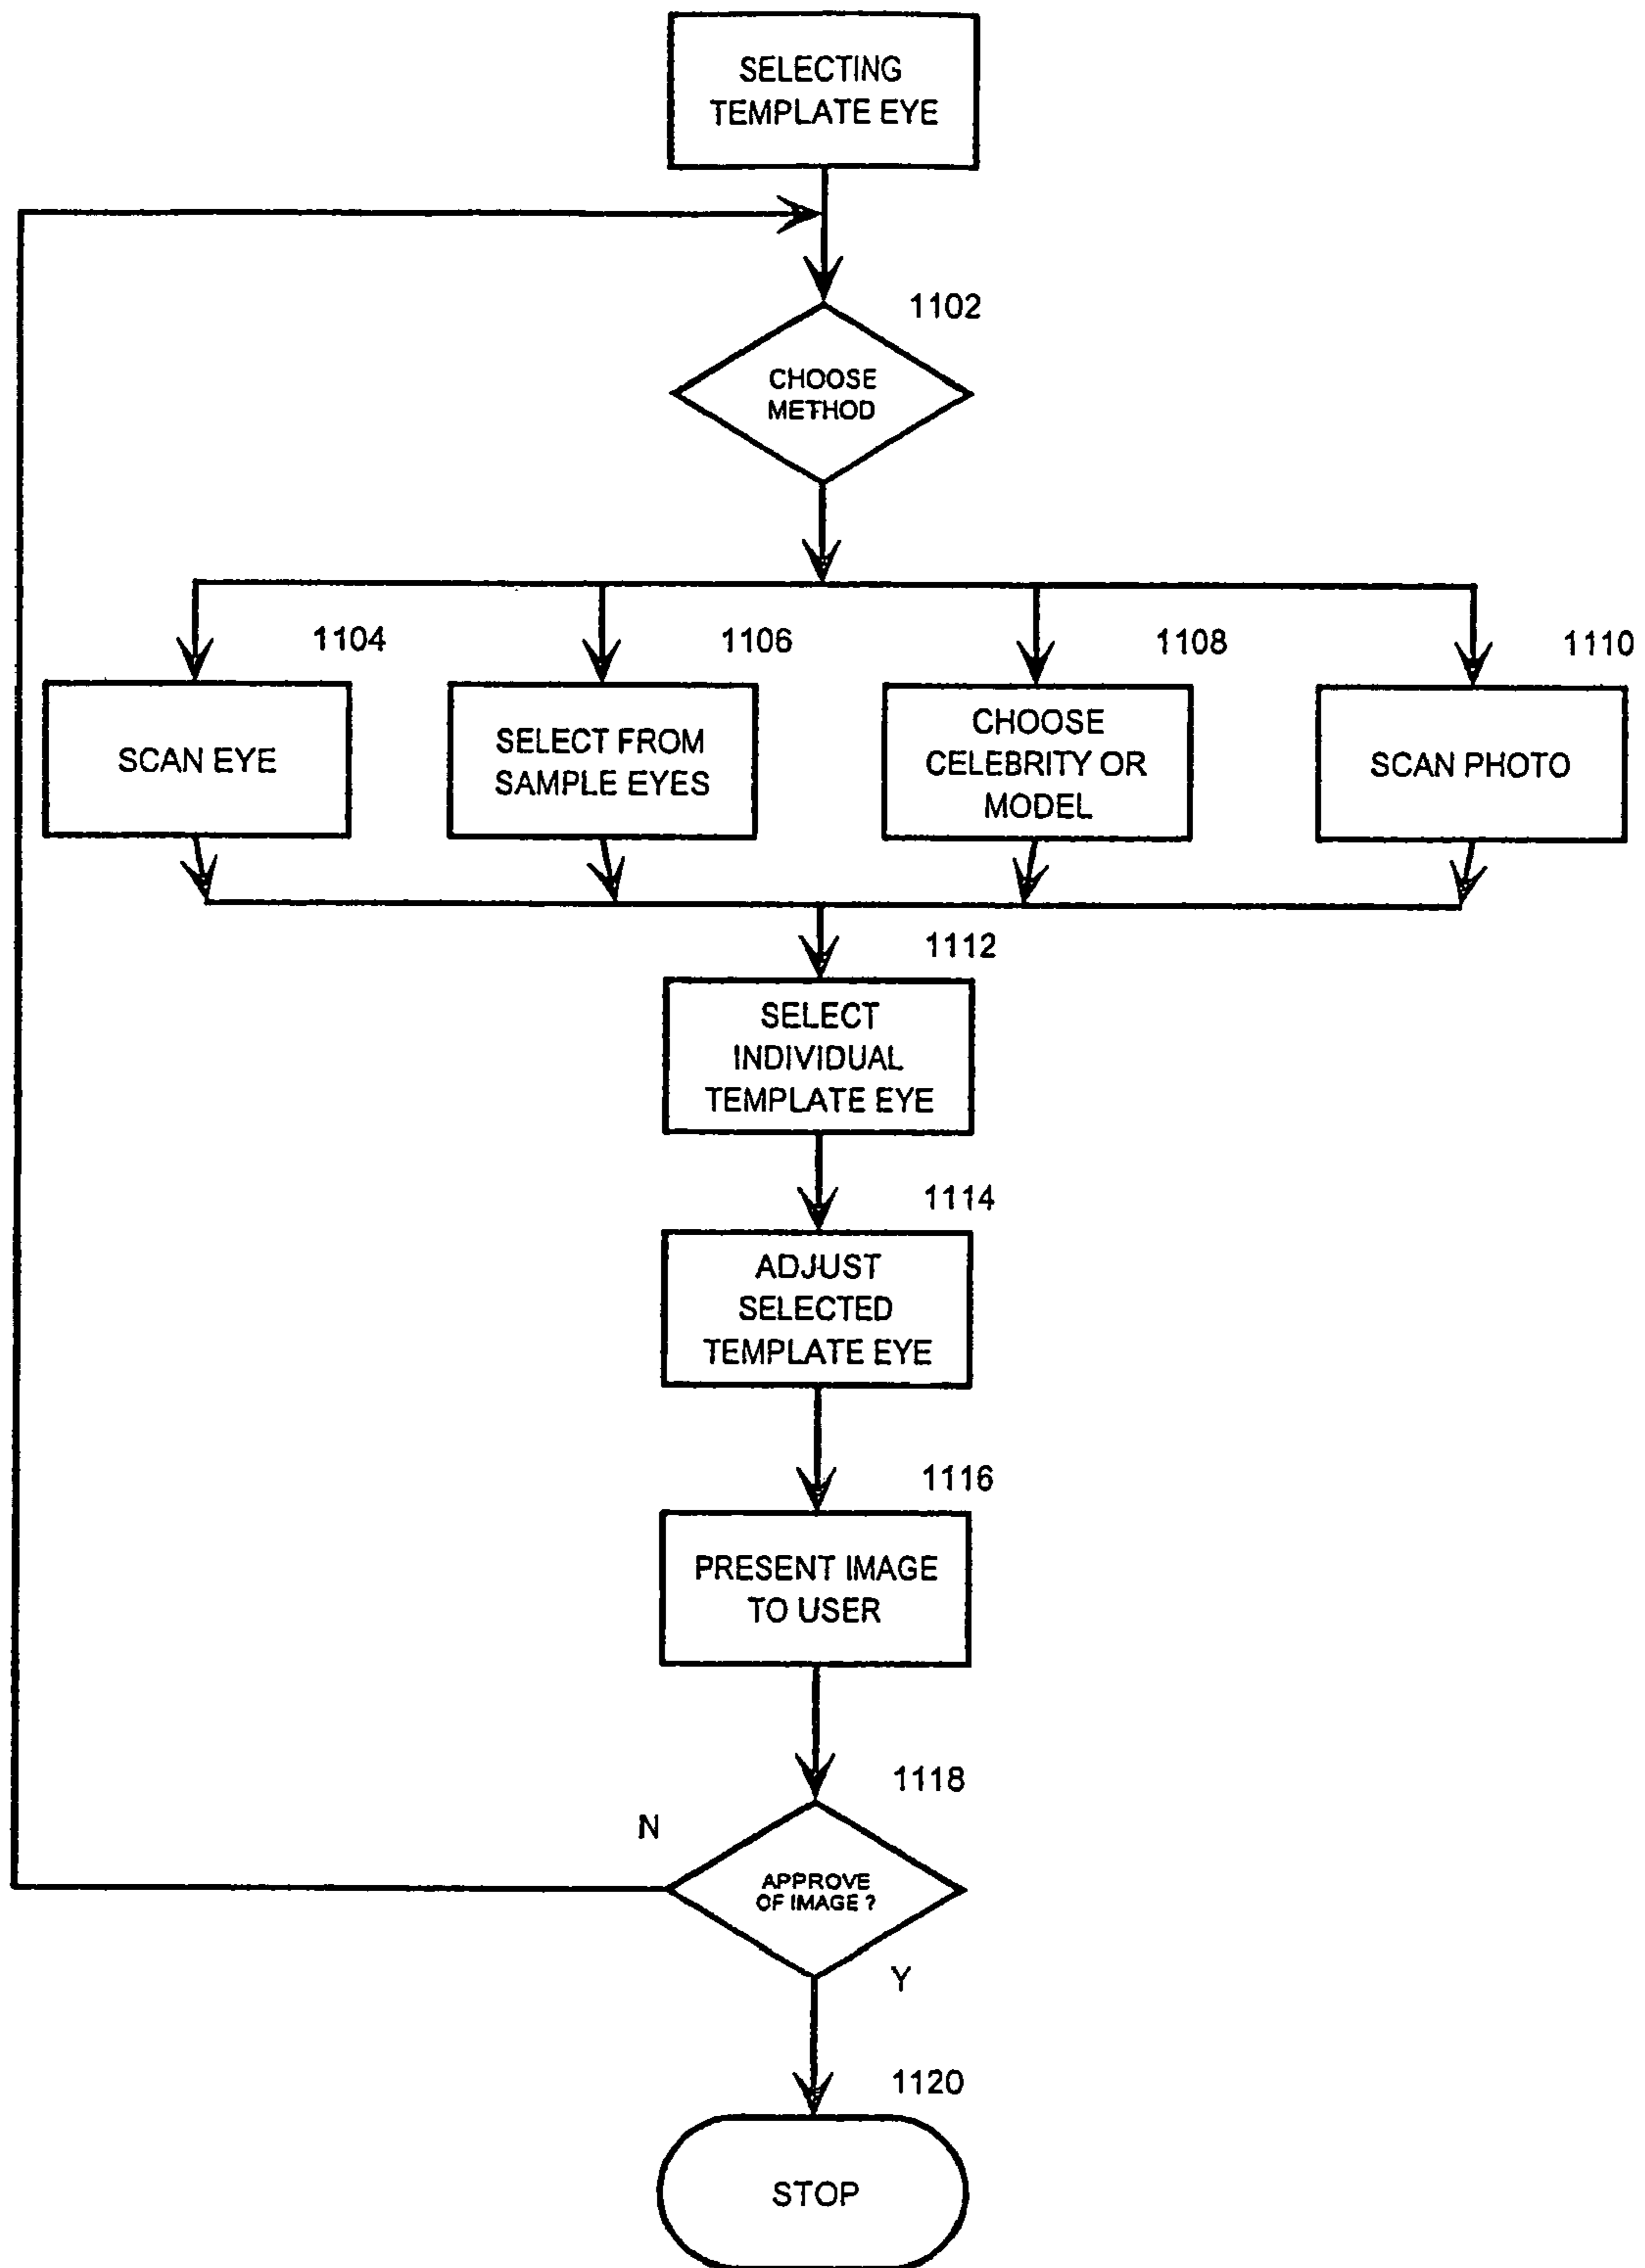 SELECTING
TEMPLATE EYE
1102
CHOOSE
METHOD
1104
1106
1108
1110
SCAN EYE
SELECT FROM
SAMPLE EYES
CHOOSE
CELEBRITY OR
MODEL
SCAN PHOTO
1112
SELECT
INDIVIDUAL
TEMPLATE EYE
1114
ADJUST
SELECTED
TEMPLATE EYE
1116
PRESENT IMAGE
TO USER
1118
N
APPROVE
OF IMAGE ?
Y
1120
STOP